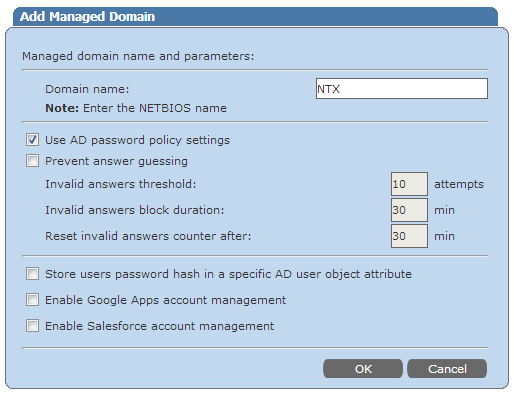 Add Managed Domain
Managed domain name and parameters:
Domain name: NTX
Note: Enter the NETBIOS name
Use AD password policy settings
Prevent answer guessing
Invalid answers threshold: 10 attempts
Invalid answers block duration: 30 min
Reset invalid answers counter after: 30 min
Store users password hash in a specific AD user object attribute
Enable Google Apps account management
Enable Salesforce account management
OK Cancel